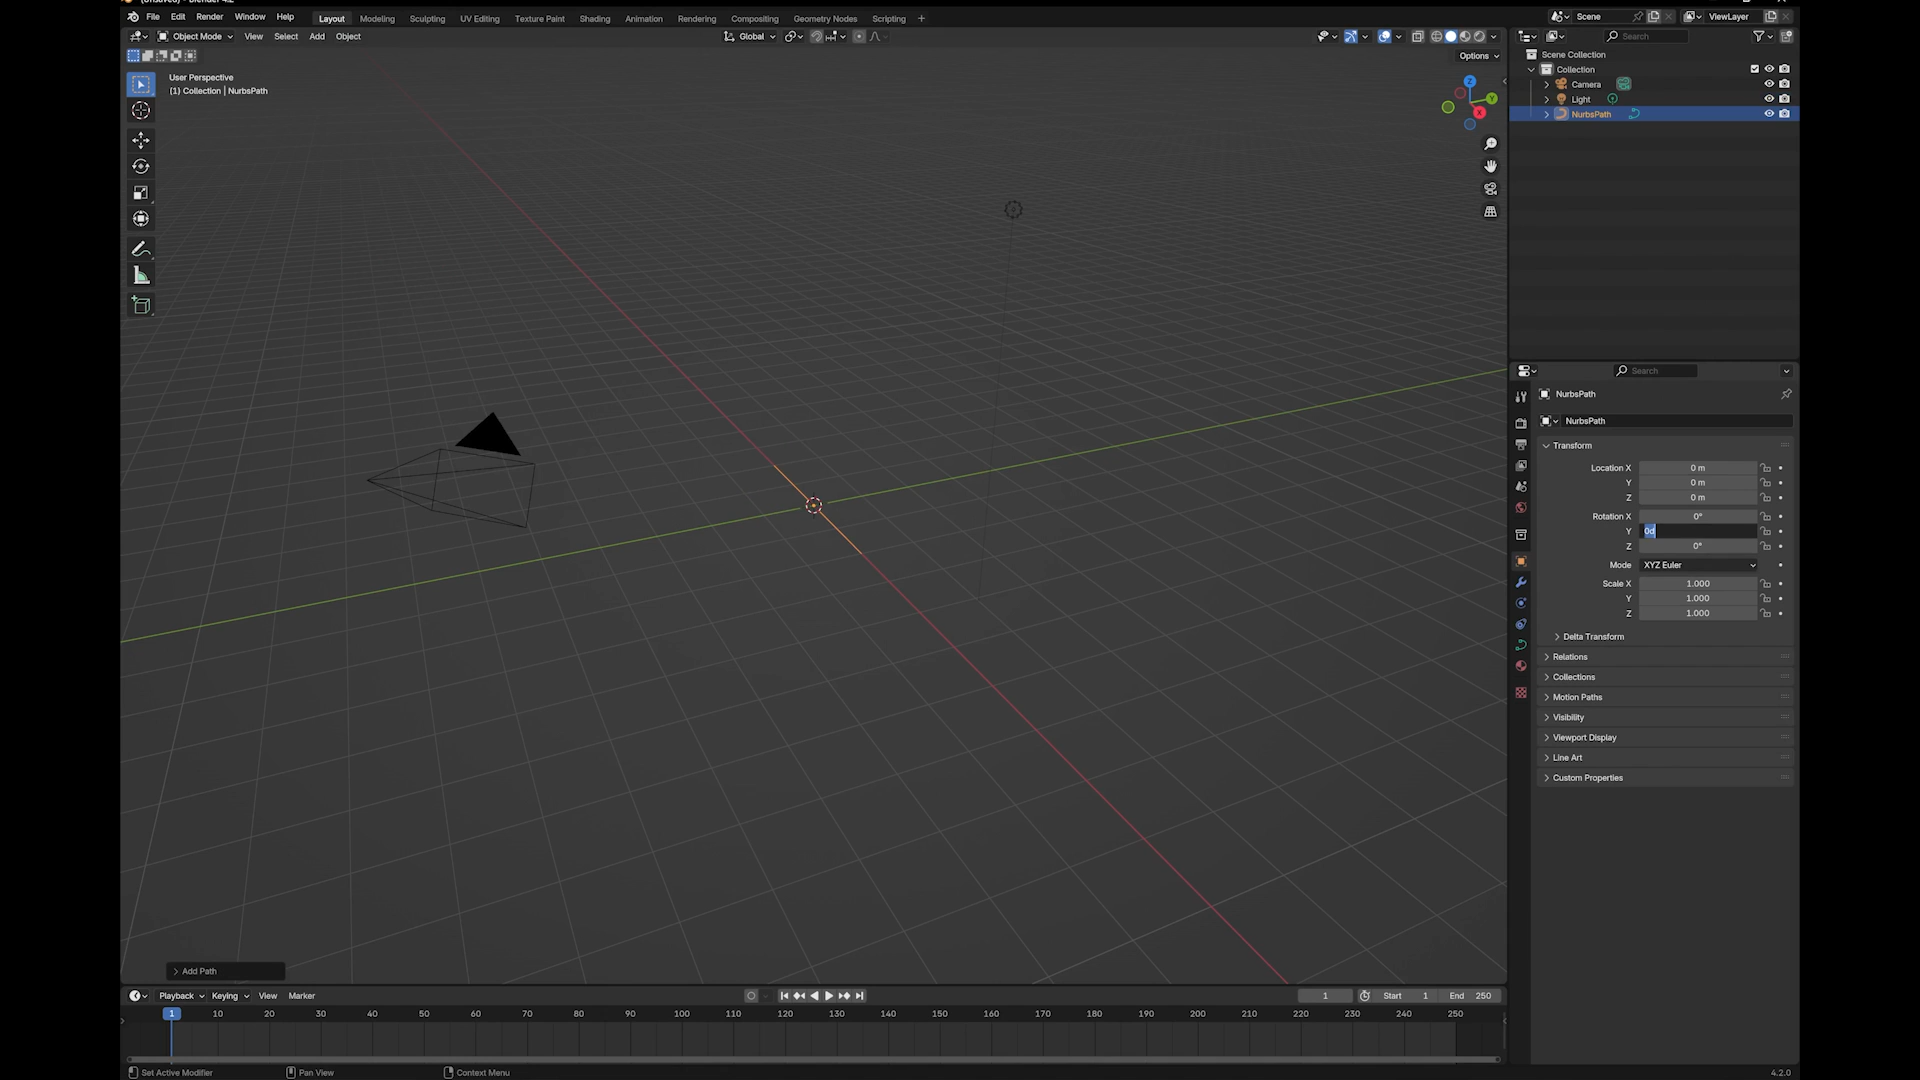 File Edit Render Window Help Layout Modeling Sculpting UV Editing Texture Paint Shading Animation Rendering Compositing Geometry Nodes Scripting + Scene ViewLayer
Object Mode View Select Add Object Global Search
Options
User Perspective
(1) Collection | NurbsPath
Z
Y
X
Scene Collection
Collection
Camera
Light
NurbsPath
Search
NurbsPath
NurbsPath
Transform
Location X 0 m
Y 0 m
Z 0 m
Rotation X 0°
Y 0d
Z 0°
Mode XYZ Euler
Scale X 1.000
Y 1.000
Z 1.000
Delta Transform
Relations
Collections
Motion Paths
Visibility
Viewport Display
Line Art
Custom Properties
Add Path
Playback Keying View Marker 1 Start 1 End 250
1 10 20 30 40 50 60 70 80 90 100 110 120 130 140 150 160 170 180 190 200 210 220 230 240 250
Set Active Modifier Pan View Context Menu 4.2.0